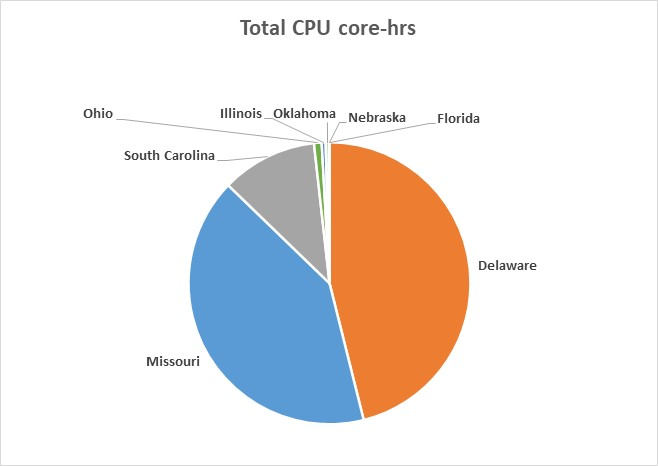 Total CPU core-hrs
Ohio
Illinois
Oklahoma
Nebraska
Florida
South Carolina
Delaware
Missouri